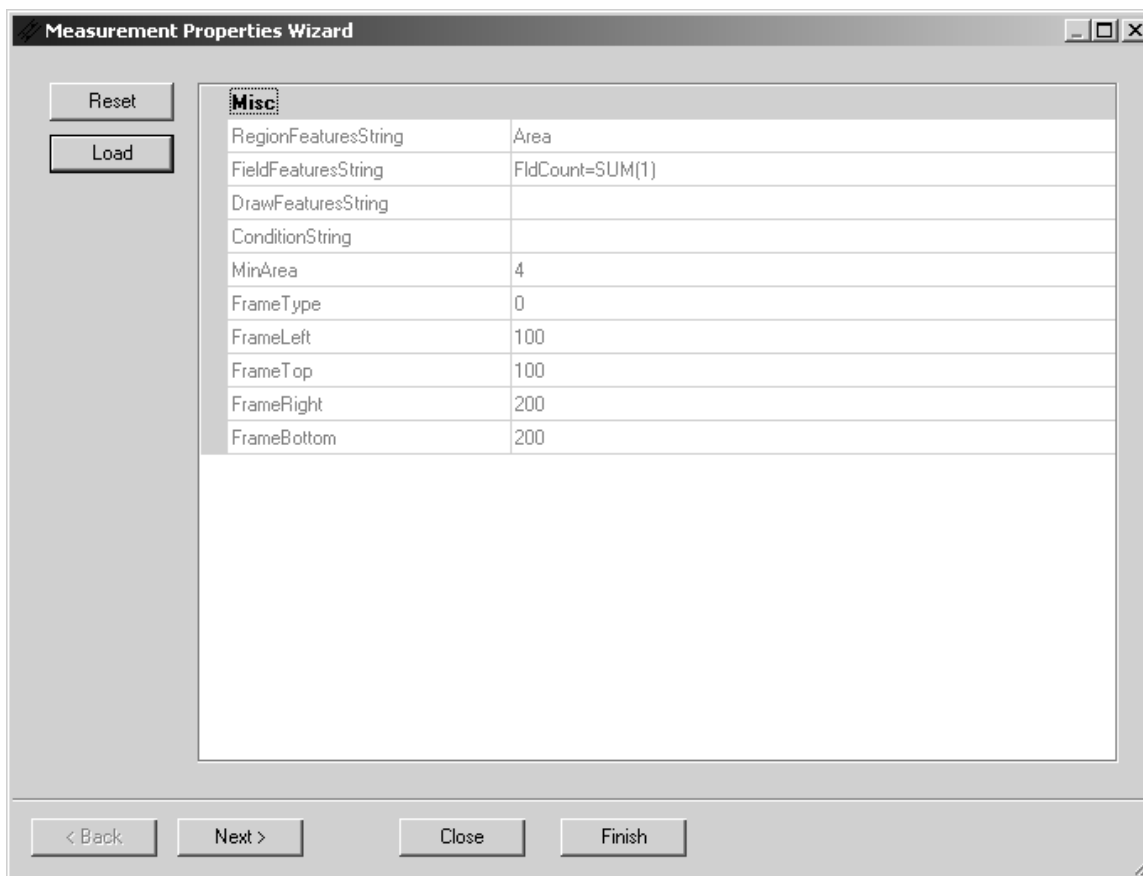 Measurement Properties Wizard
Reset
Load
Misc
RegionFeaturesString Area
FieldFeaturesString FldCount=SUM(1)
DrawFeaturesString
ConditionString
MinArea 4
FrameType 0
FrameLeft 100
FrameTop 100
FrameRight 200
FrameBottom 200
< Back Next > Close Finish